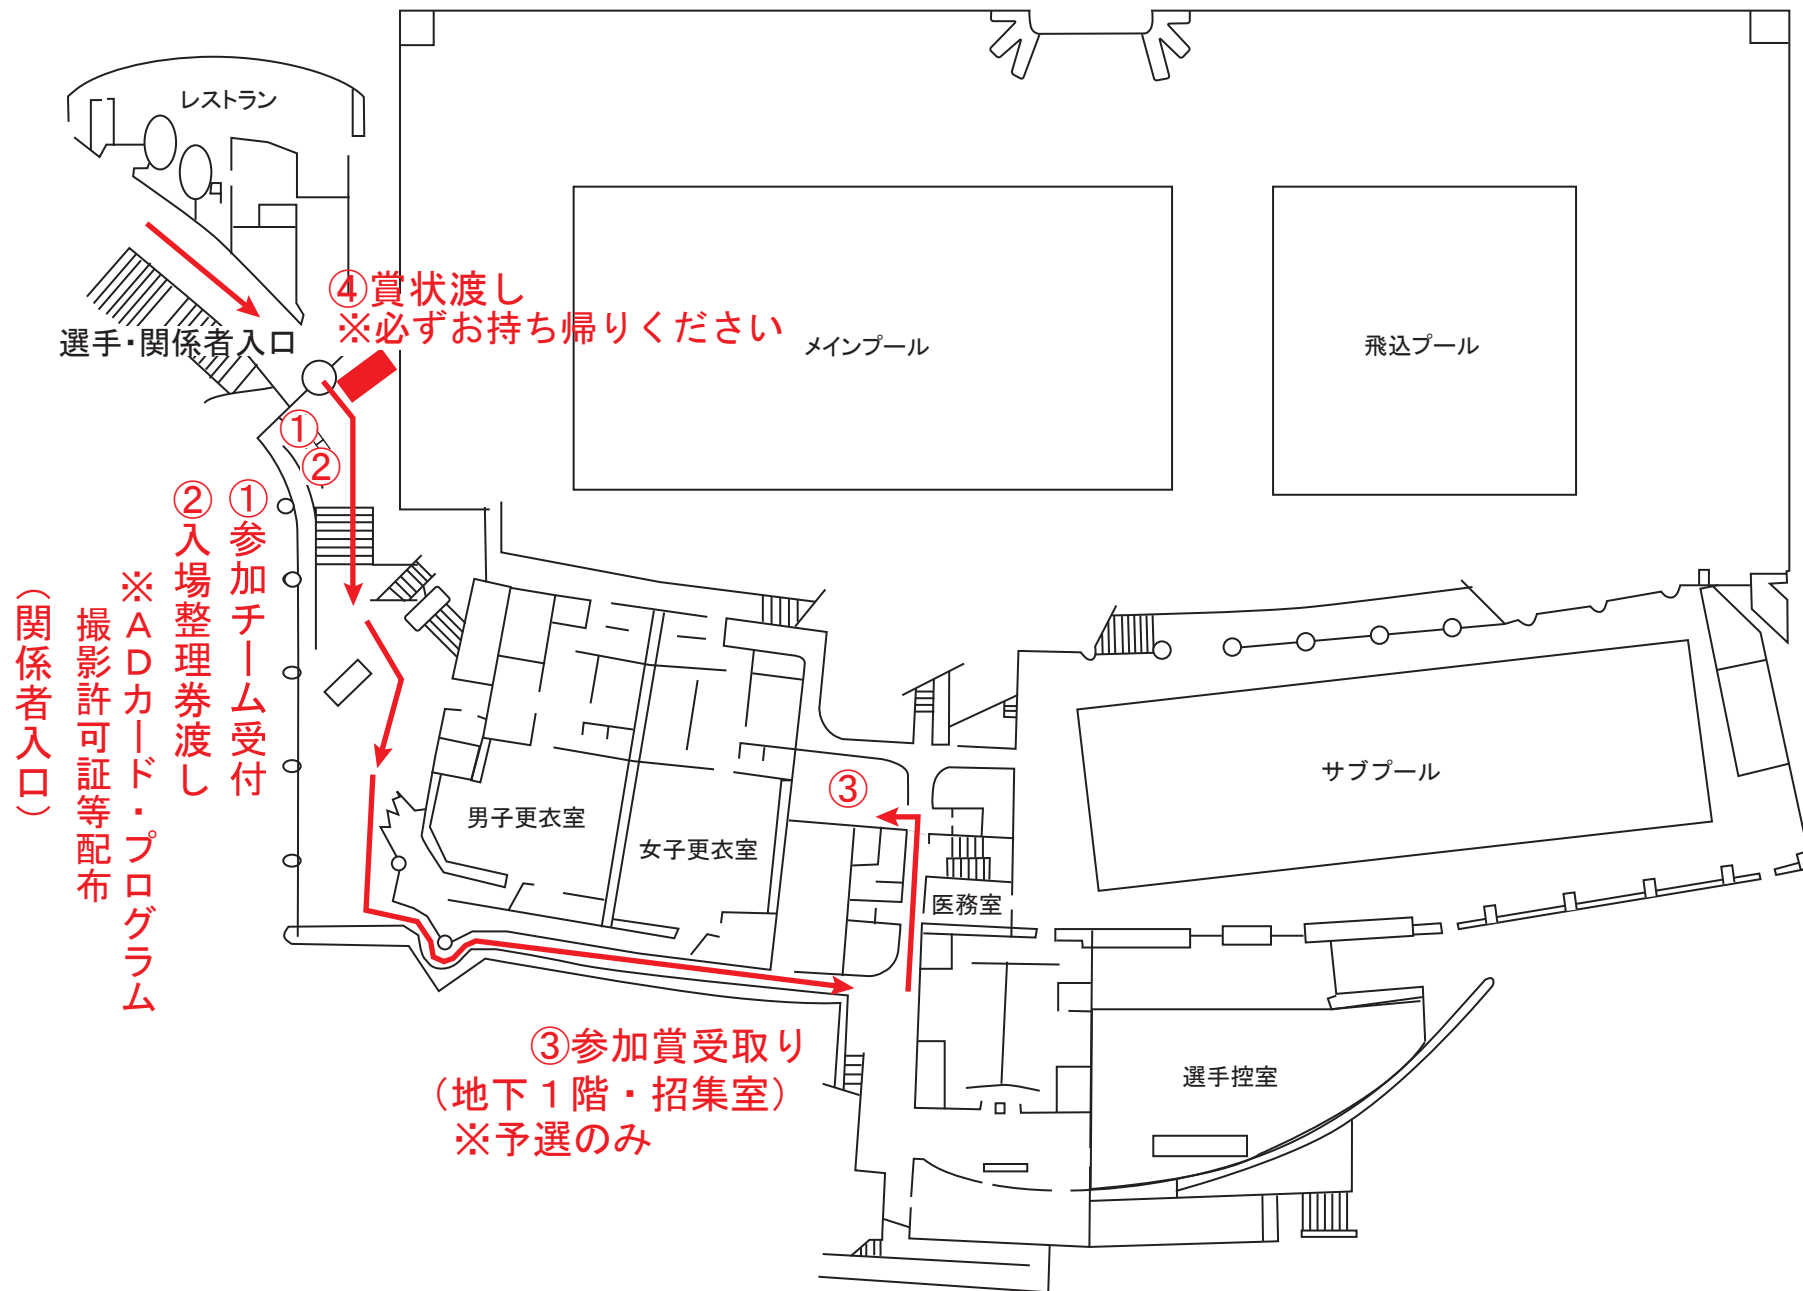 レストラン
④賞状渡し
※必ずお持ち帰りください
選手・関係者入口
メインプール
飛込プール
①
②
①参加チーム受付
②入場整理券渡し
※ＡＤカード・プログラム
撮影許可証等配布
（関係者入口）
サブプール
③
男子更衣室
女子更衣室
医務室
③参加賞受取り
（地下１階・招集室）
※予選のみ
選手控室